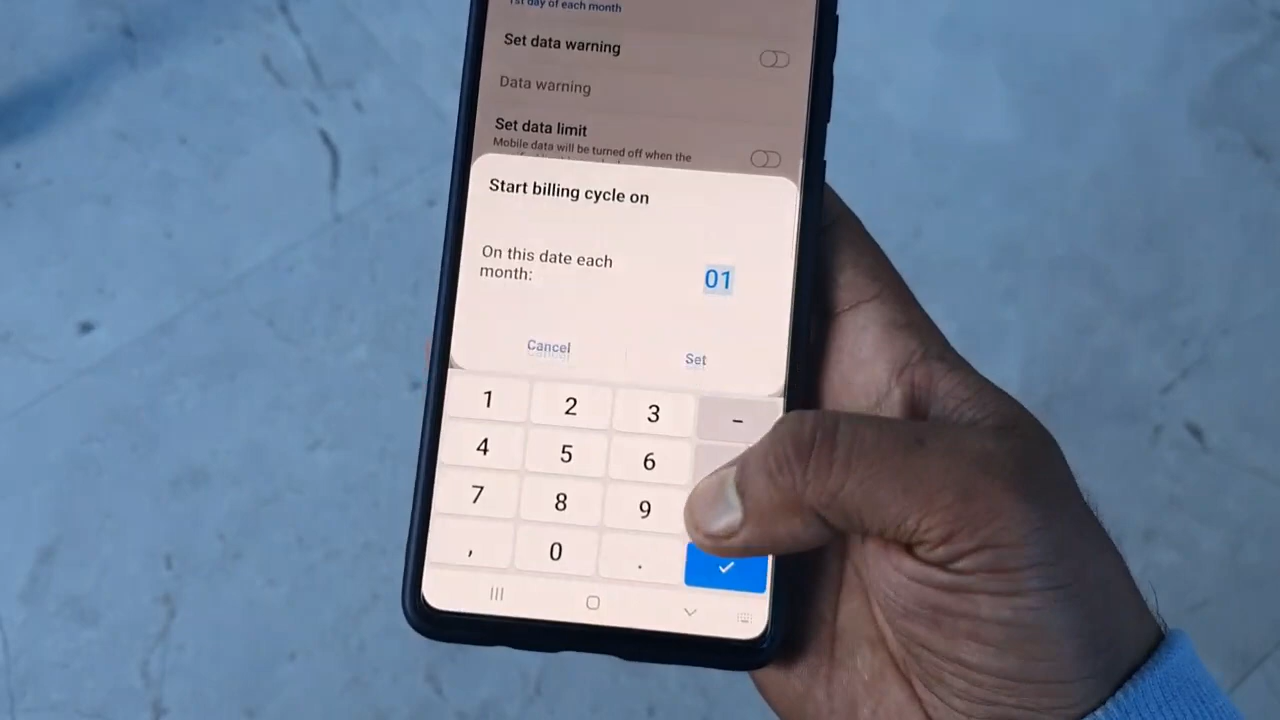 1st day of each month
Set data warning
Data warning
Set data limit
Mobile data will be turned off when the
Start billing cycle on
On this date each
month:
01
Cancel
Set
1 2 3 -
4 5 6
7 8 9
, 0 .